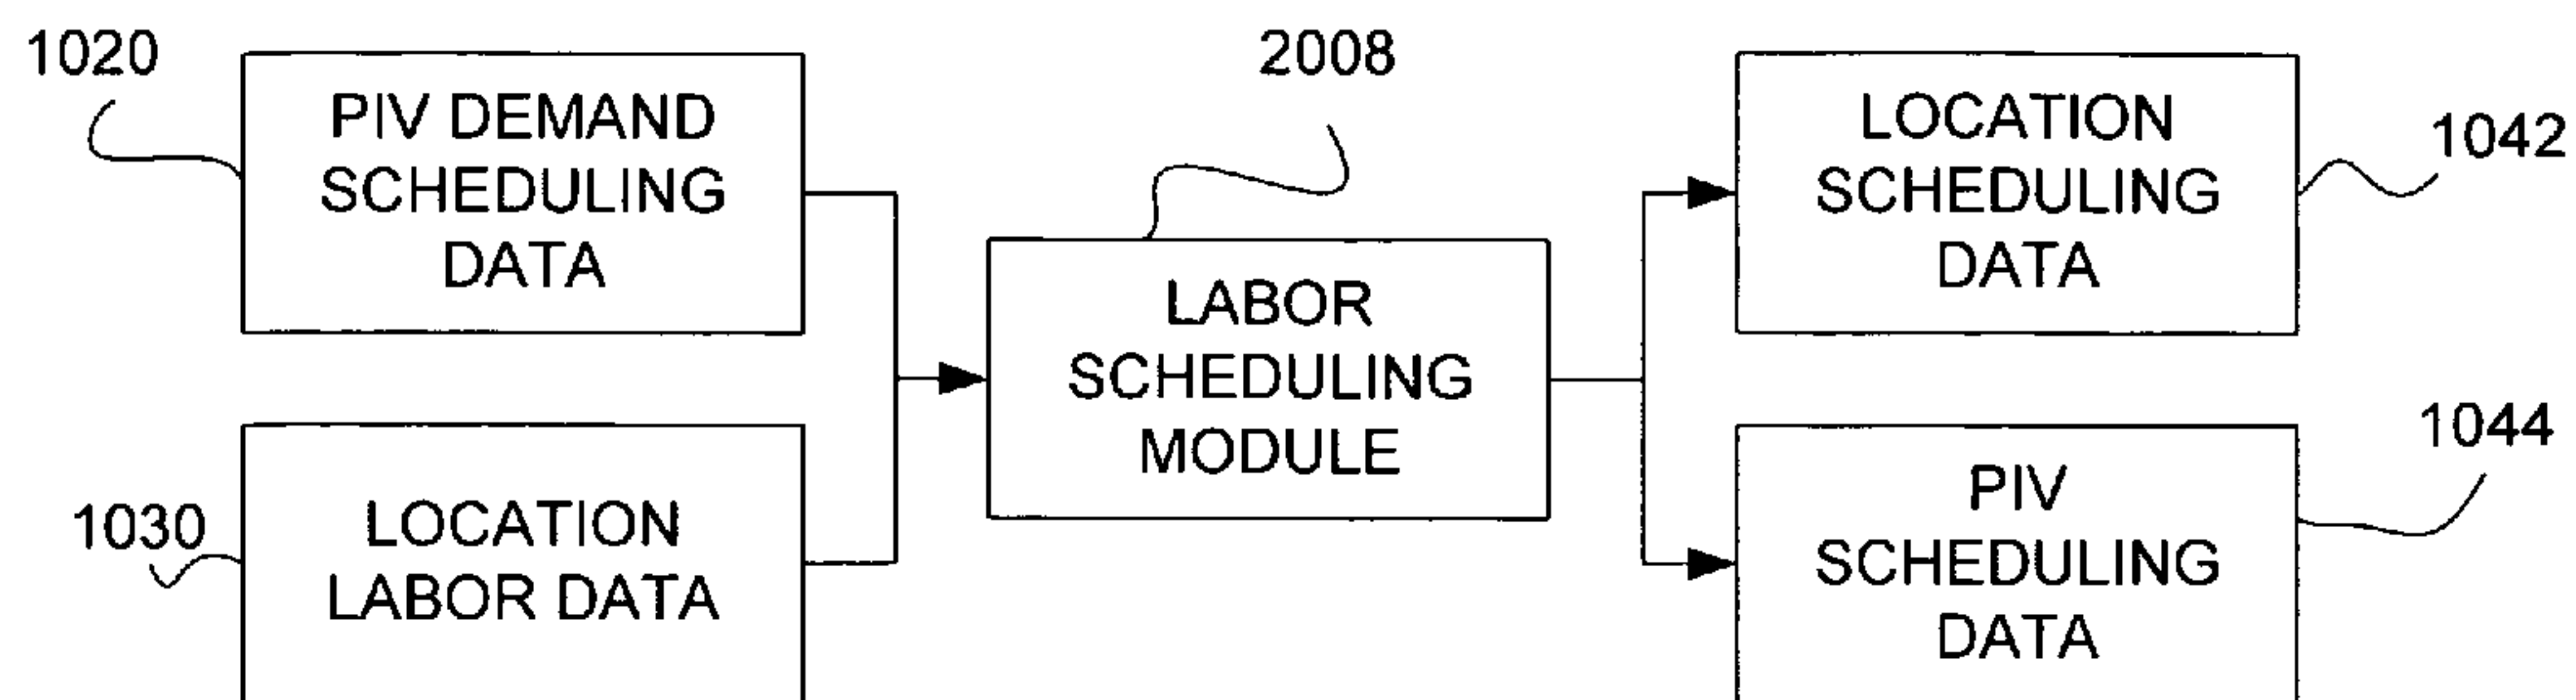 1020
PIV DEMAND
SCHEDULING
DATA
1030
LOCATION
LABOR DATA
2008
LABOR
SCHEDULING
MODULE
LOCATION
SCHEDULING
DATA
1042
PIV
SCHEDULING
DATA
1044